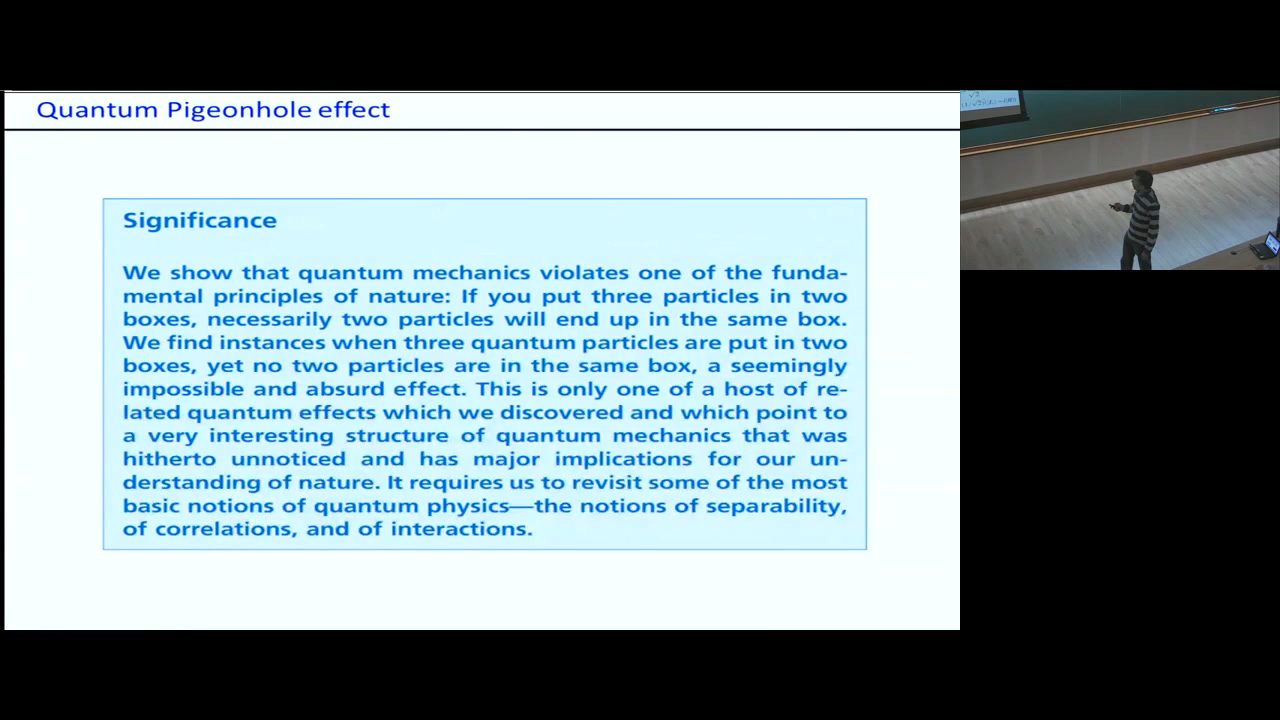 Quantum Pigeonhole effect
Significance
We show that quantum mechanics violates one of the funda-
mental principles of nature: If you put three particles in two
boxes, necessarily two particles will end up in the same box.
We find instances when three quantum particles are put in two
boxes, yet no two particles are in the same box, a seemingly
impossible and absurd effect. This is only one of a host of re-
lated quantum effects which we discovered and which point to
a very interesting structure of quantum mechanics that was
hitherto unnoticed and has major implications for our un-
derstanding of nature. It requires us to revisit some of the most
basic notions of quantum physics—the notions of separability,
of correlations, and of interactions.